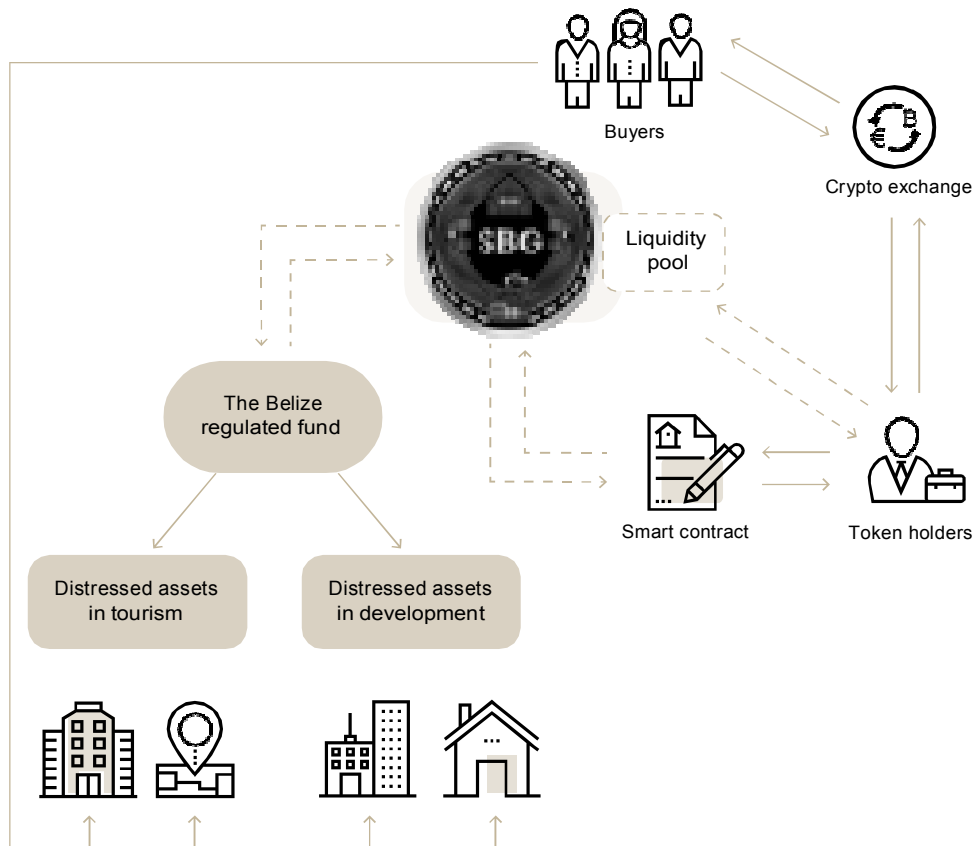 Buyers
Crypto exchange
$BG
Liquidity
pool
The Belize
regulated fund
Smart contract
Token holders
Distressed assets
in tourism
Distressed assets
in development